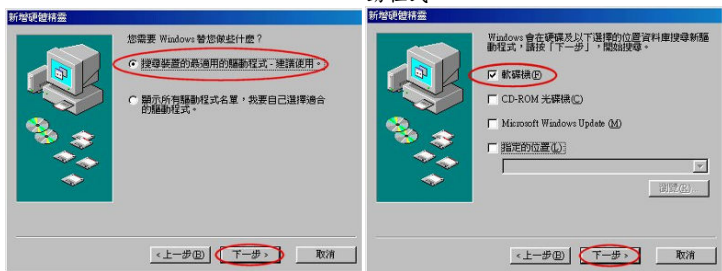 新增硬體精靈
您需要 Windows 替您做些什麼？
搜尋裝置的最適用的驅動程式 - 建議使用。
顯示所有驅動程式名單，我要自己選擇適合
的驅動程式。
<上一步(B)
下一步 >
取消
新增硬體精靈
Windows 會在硬碟及以下選擇的位置資料庫搜尋新驅
動程式，請按「下一步」，開始搜尋。
軟碟機(F)
CD-ROM 光碟機(C)
Microsoft Windows Update (M)
指定的位置(L):
瀏覽(R)...
<上一步(B)
下一步 >
取消